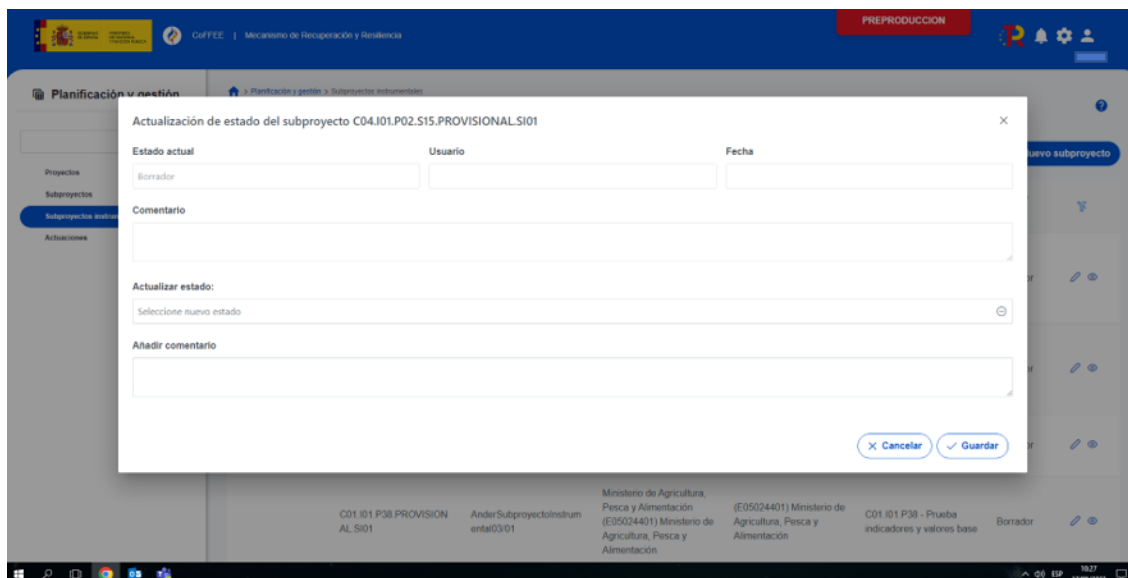 PREPRODUCCION
CoFFEE | Mecanismo de Recuperación y Resiliencia
Planificación y gestión
> Planificación y gestión > Subproyectos instrumentales
Actualización de estado del subproyecto C04.I01.P02.S15.PROVISIONAL.SI01
Estado actual Usuario Fecha
Borrador
uevo subproyecto
Proyectos
Subproyectos
Subproyectos instrum
Actuaciones
Comentario
Actualizar estado:
Seleccione nuevo estado
Añadir comentario
Cancelar Guardar
C01.I01.P38.PROVISION
AL.SI01
AnderSubproyectoInstrum
ental03/01
Ministerio de Agricultura,
Pesca y Alimentación
(E05024401) Ministerio de
Agricultura, Pesca y
Alimentación
(E05024401) Ministerio de
Agricultura, Pesca y
Alimentación
C01.I01.P38 - Prueba
indicadores y valores base
Borrador
ESP
10:27